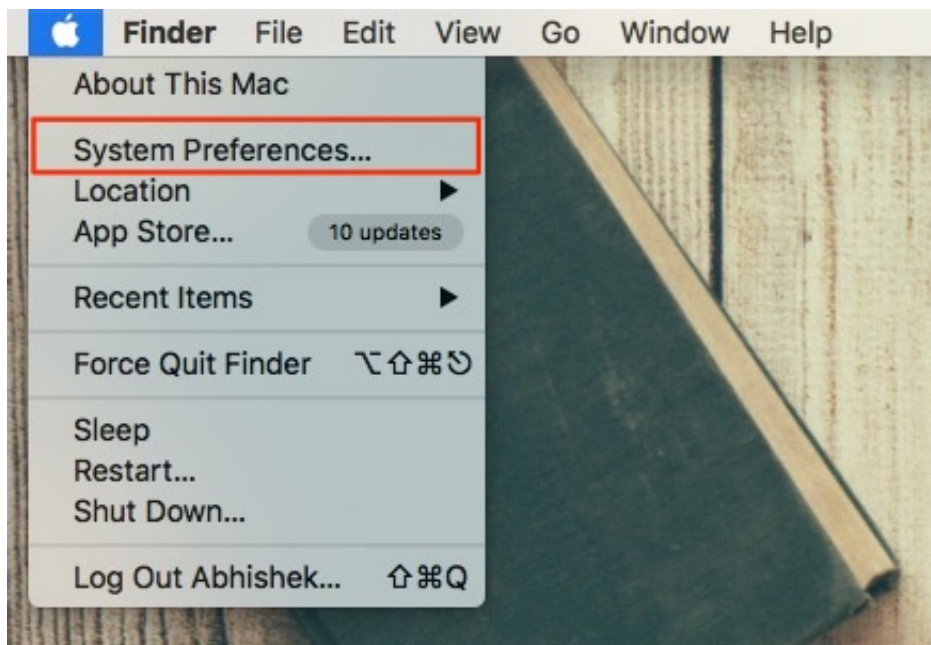 Finder File Edit View Go Window Help
About This Mac
System Preferences...
Location
App Store... 10 updates
Recent Items
Force Quit Finder ⌥⇧⌘⎋
Sleep
Restart...
Shut Down...
Log Out Abhishek... ⇧⌘Q